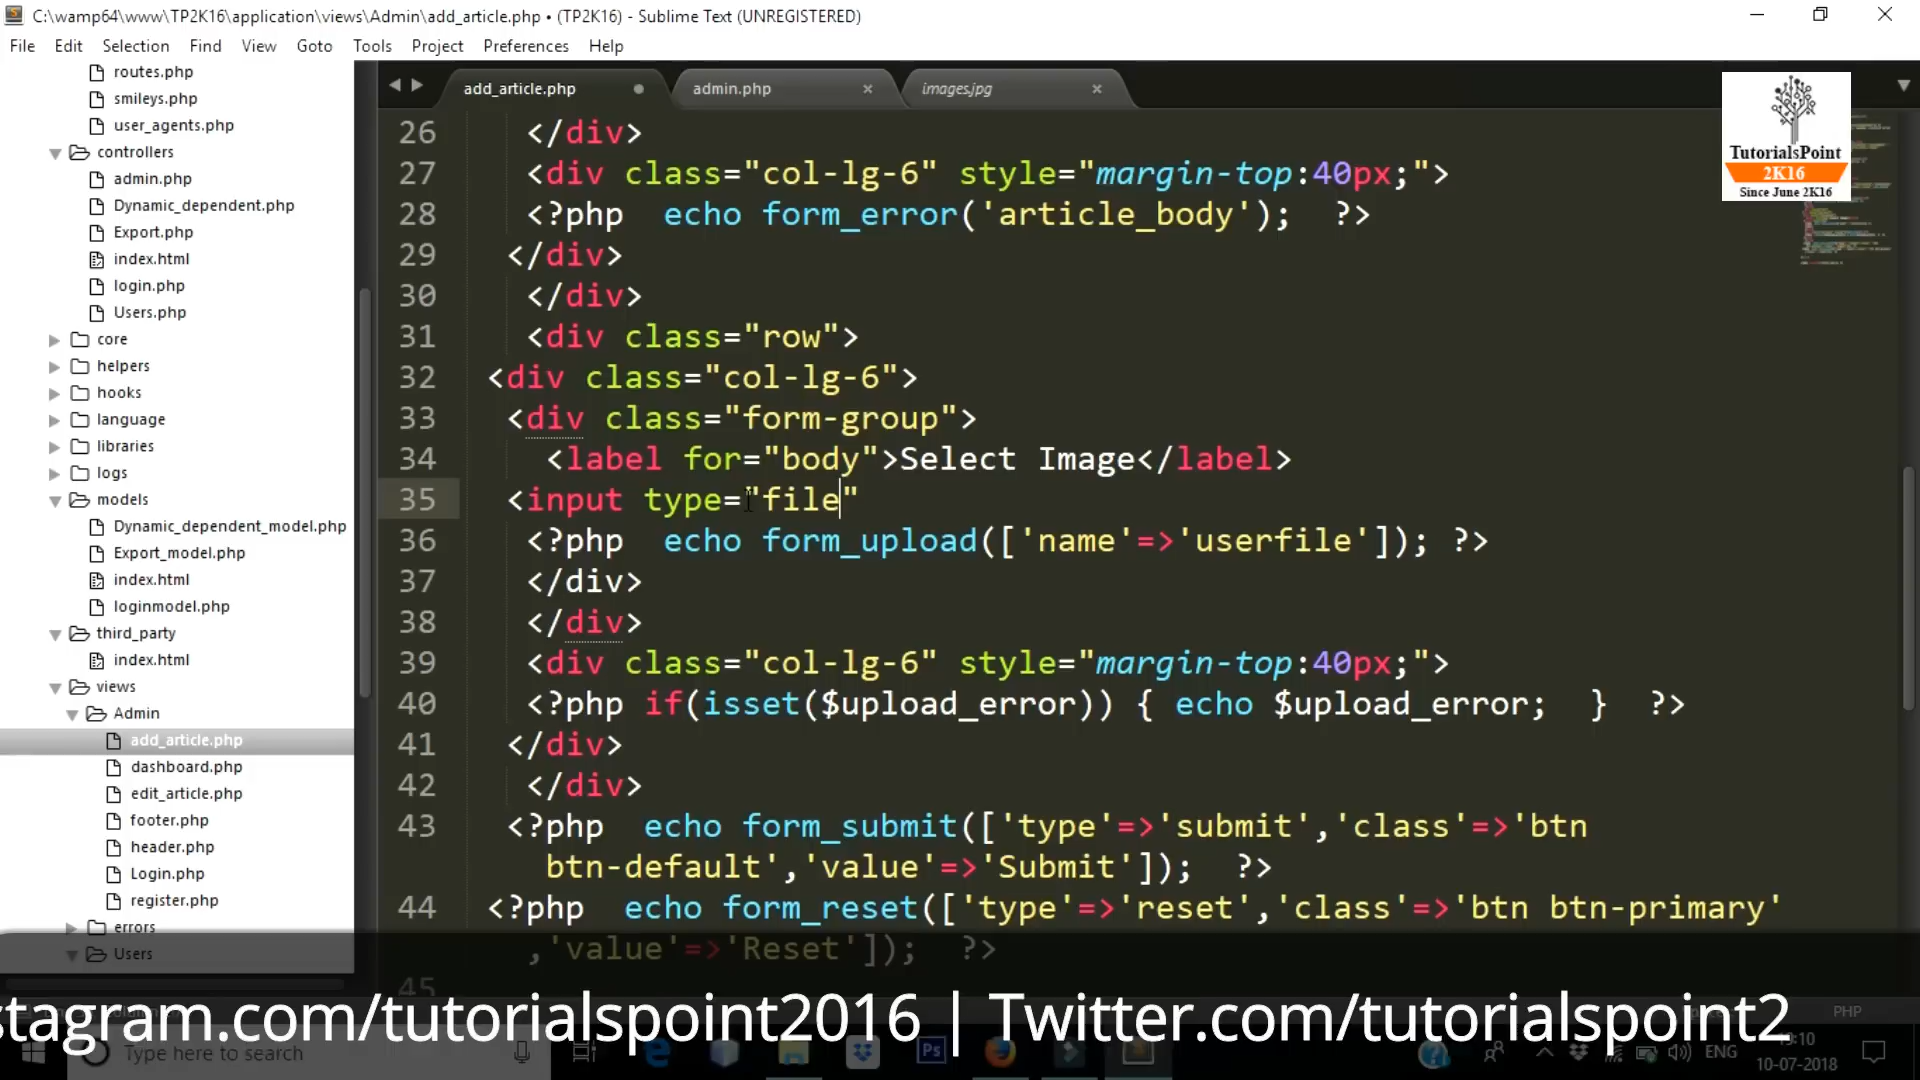 C:\wamp64\www\TP2K16\application\views\Admin\add_article.php • (TP2K16) - Sublime Text (UNREGISTERED)
File Edit Selection Find View Goto Tools Project Preferences Help
routes.php
smileys.php
user_agents.php
controllers
admin.php
Dynamic_dependent.php
Export.php
index.html
login.php
Users.php
core
helpers
hooks
language
libraries
logs
models
Dynamic_dependent_model.php
Export_model.php
index.html
loginmodel.php
third_party
index.html
views
Admin
add_article.php
dashboard.php
edit_article.php
footer.php
header.php
Login.php
register.php
errors
Users
add_article.php admin.php images.jpg
TutorialsPoint
2K16
Since June 2K16
26 </div>
27 <div class="col-lg-6" style="margin-top:40px;">
28 <?php echo form_error('article_body'); ?>
29 </div>
30 </div>
31 <div class="row">
32 <div class="col-lg-6">
33 <div class="form-group">
34 <label for="body">Select Image</label>
35 <input type="file"
36 <?php echo form_upload(['name'=>'userfile']); ?>
37 </div>
38 </div>
39 <div class="col-lg-6" style="margin-top:40px;">
40 <?php if(isset($upload_error)) { echo $upload_error; } ?>
41 </div>
42 </div>
43 <?php echo form_submit(['type'=>'submit','class'=>'btn
btn-default','value'=>'Submit']); ?>
44 <?php echo form_reset(['type'=>'reset','class'=>'btn btn-primary'
,'value'=>'Reset']); ?>
45
stagram.com/tutorialspoint2016 | Twitter.com/tutorialspoint2
PHP
Type here to search
Ps
ENG
19:10
10-07-2018